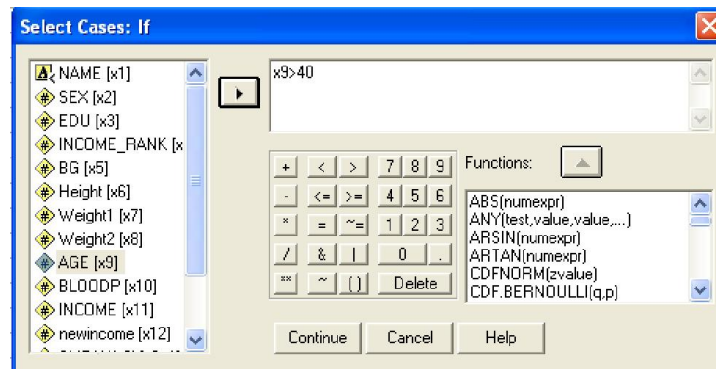 Select Cases: If
NAME [x1]
SEX [x2]
EDU [x3]
INCOME_RANK [x
BG [x5]
Height [x6]
Weight1 [x7]
Weight2 [x8]
AGE [x9]
BLOODP [x10]
INCOME [x11]
newincome [x12]
x9>40
+ < > 7 8 9
- <= >= 4 5 6
* = ~= 1 2 3
/ & | 0 .
** ~ () Delete
Functions:
ABS(numexpr)
ANY(test,value,value,...)
ARSIN(numexpr)
ARTAN(numexpr)
CDFNORM(zvalue)
CDF.BERNOULLI(q,p)
Continue Cancel Help